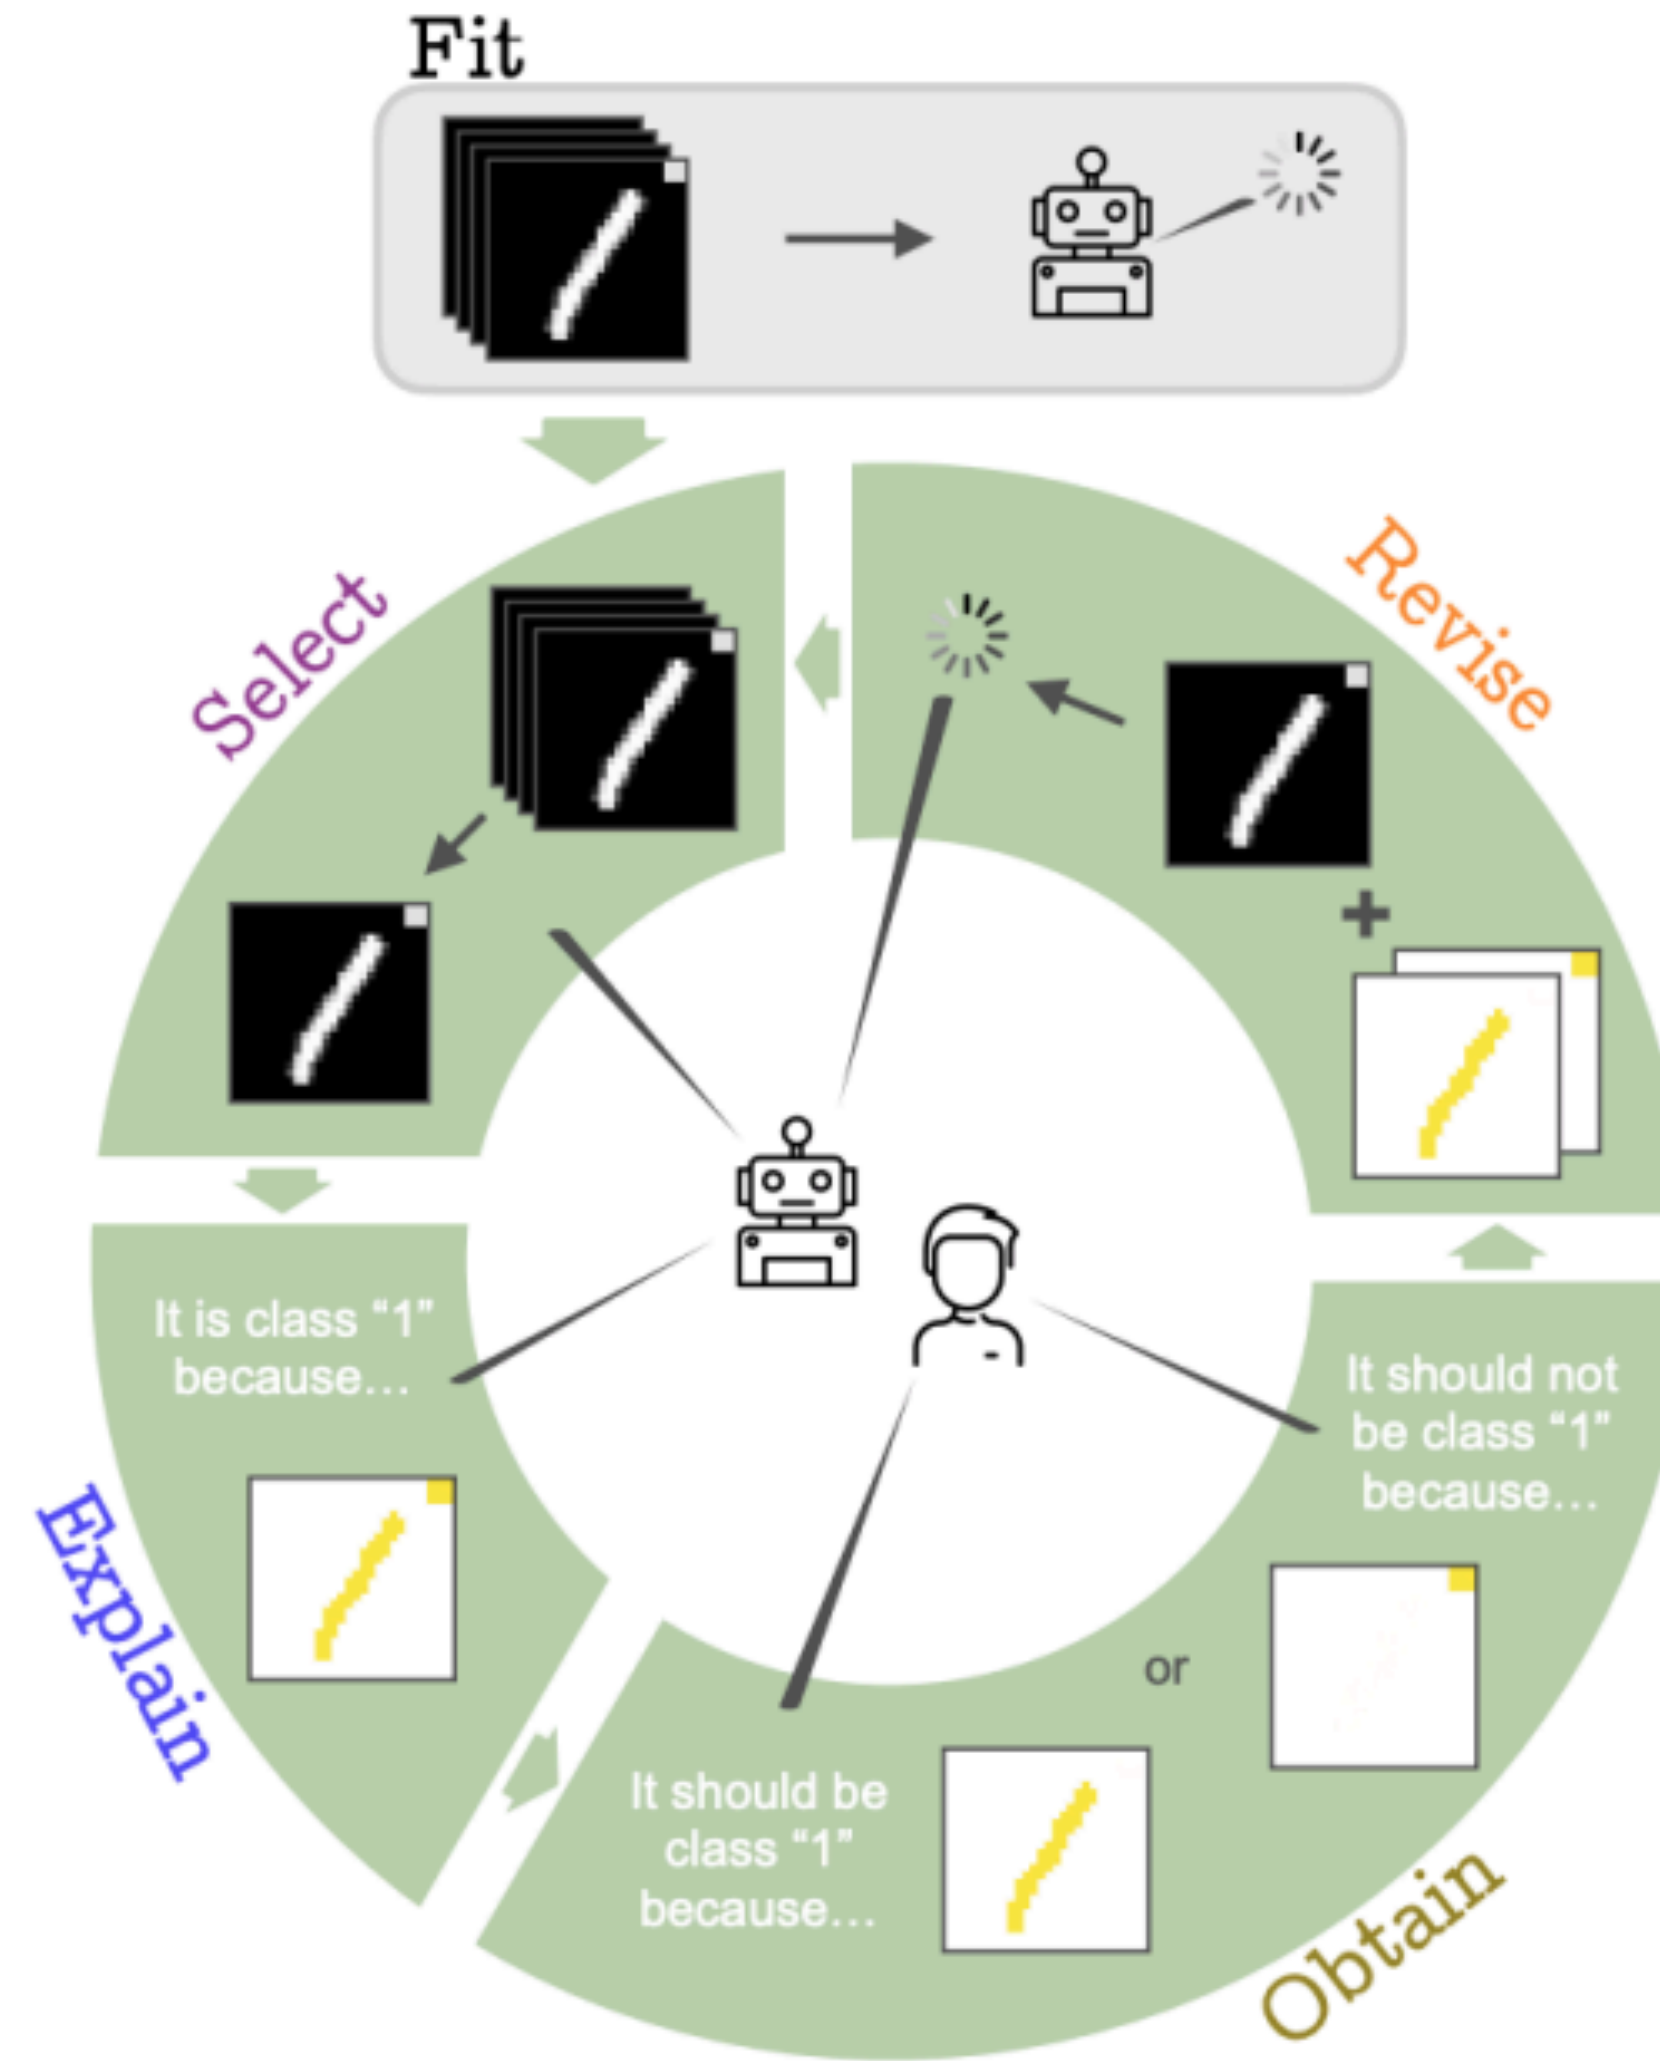 Fit
Select
Revise
It is class “1”
because...
Explain
It should not
be class “1”
because...
or
It should be
class “1”
because...
Obtain